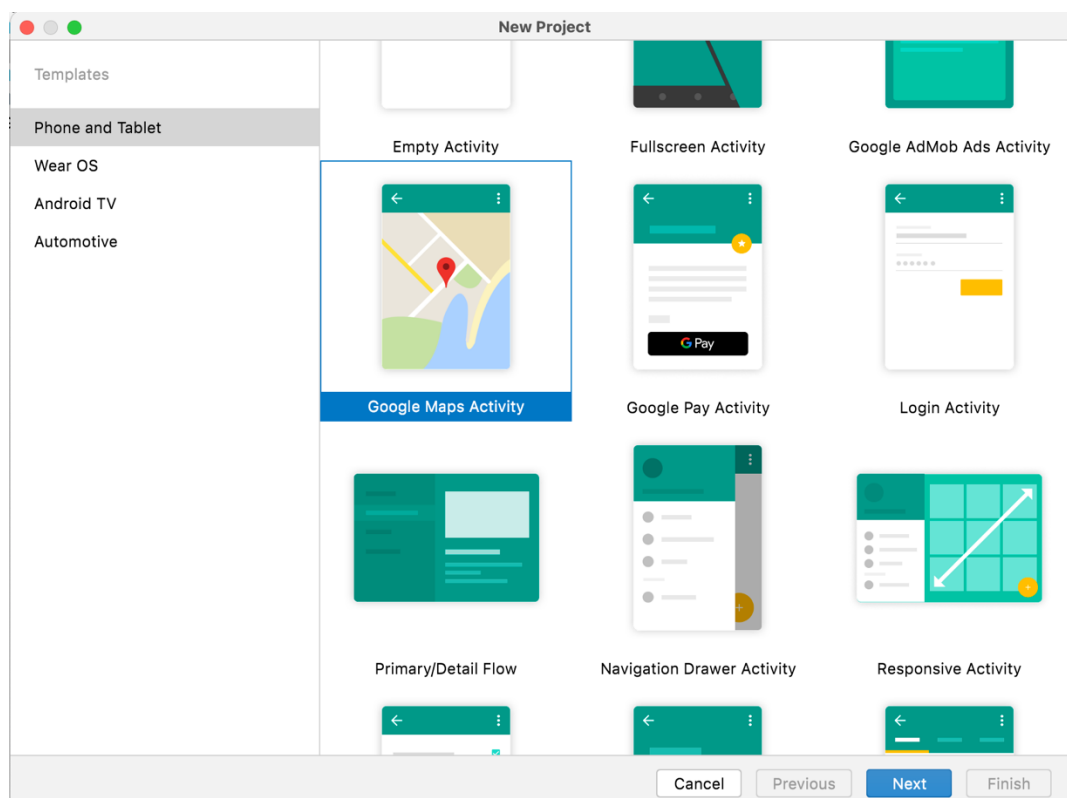 New Project
Templates
Phone and Tablet
Wear OS
Android TV
Automotive
Empty Activity
Fullscreen Activity
Google AdMob Ads Activity
G Pay
Google Maps Activity
Google Pay Activity
Login Activity
Primary/Detail Flow
Navigation Drawer Activity
Responsive Activity
Cancel
Previous
Next
Finish